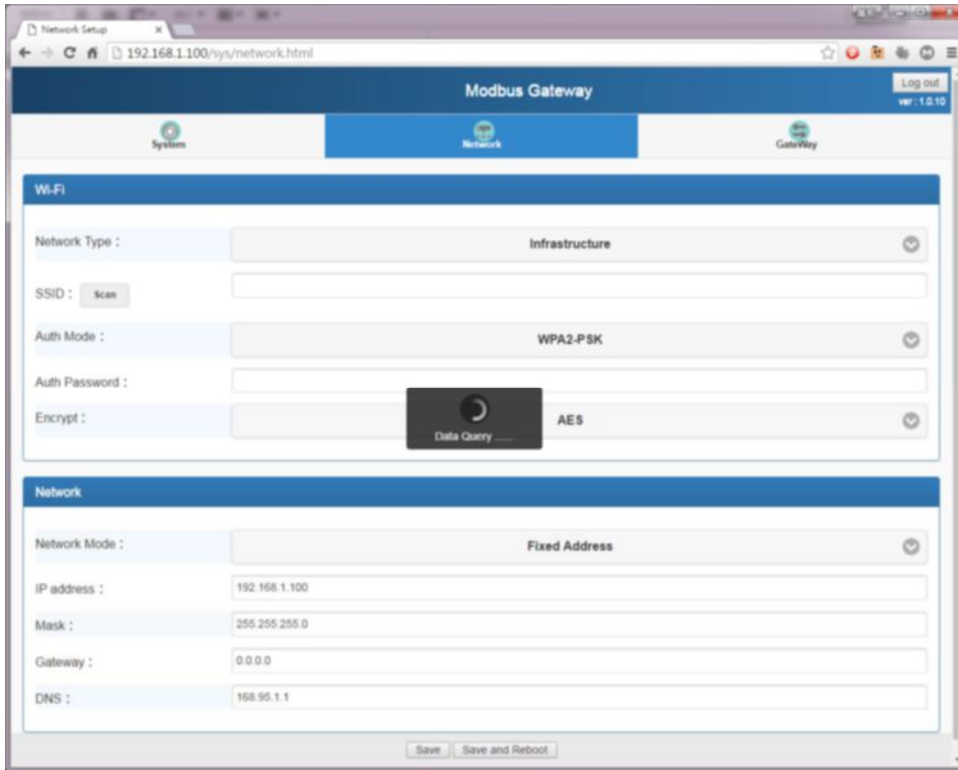 Network Setup
192.168.1.100/sys/network.html
Modbus Gateway
Log out
ver : 1.0.10
System
Network
GateWay
Wi-Fi
Network Type :
Infrastructure
SSID : Scan
Auth Mode :
WPA2-PSK
Auth Password :
Encrypt :
AES
Data Query ......
Network
Network Mode :
Fixed Address
IP address :
192.168.1.100
Mask :
255.255.255.0
Gateway :
0.0.0.0
DNS :
168.95.1.1
Save
Save and Reboot